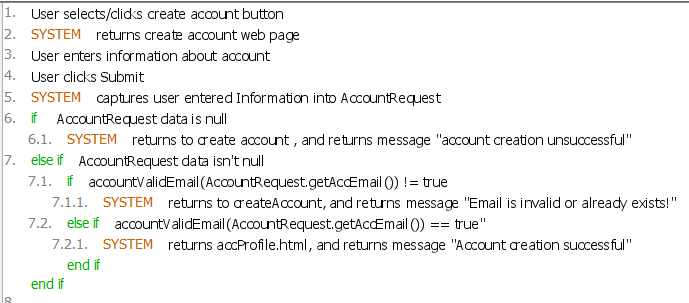 1. User selects/clicks create account button
2. SYSTEM returns create account web page
3. User enters information about account
4. User clicks Submit
5. SYSTEM captures user entered Information into AccountRequest
6. if AccountRequest data is null
6.1. SYSTEM returns to create account , and returns message "account creation unsuccessful"
7. else if AccountRequest data isn't null
7.1. if accountValidEmail(AccountRequest.getAccEmail()) != true
7.1.1. SYSTEM returns to createAccount, and returns message "Email is invalid or already exists!"
7.2. else if accountValidEmail(AccountRequest.getAccEmail()) == true"
7.2.1. SYSTEM returns accProfile.html, and returns message "Account creation successful"
end if
end if
8.